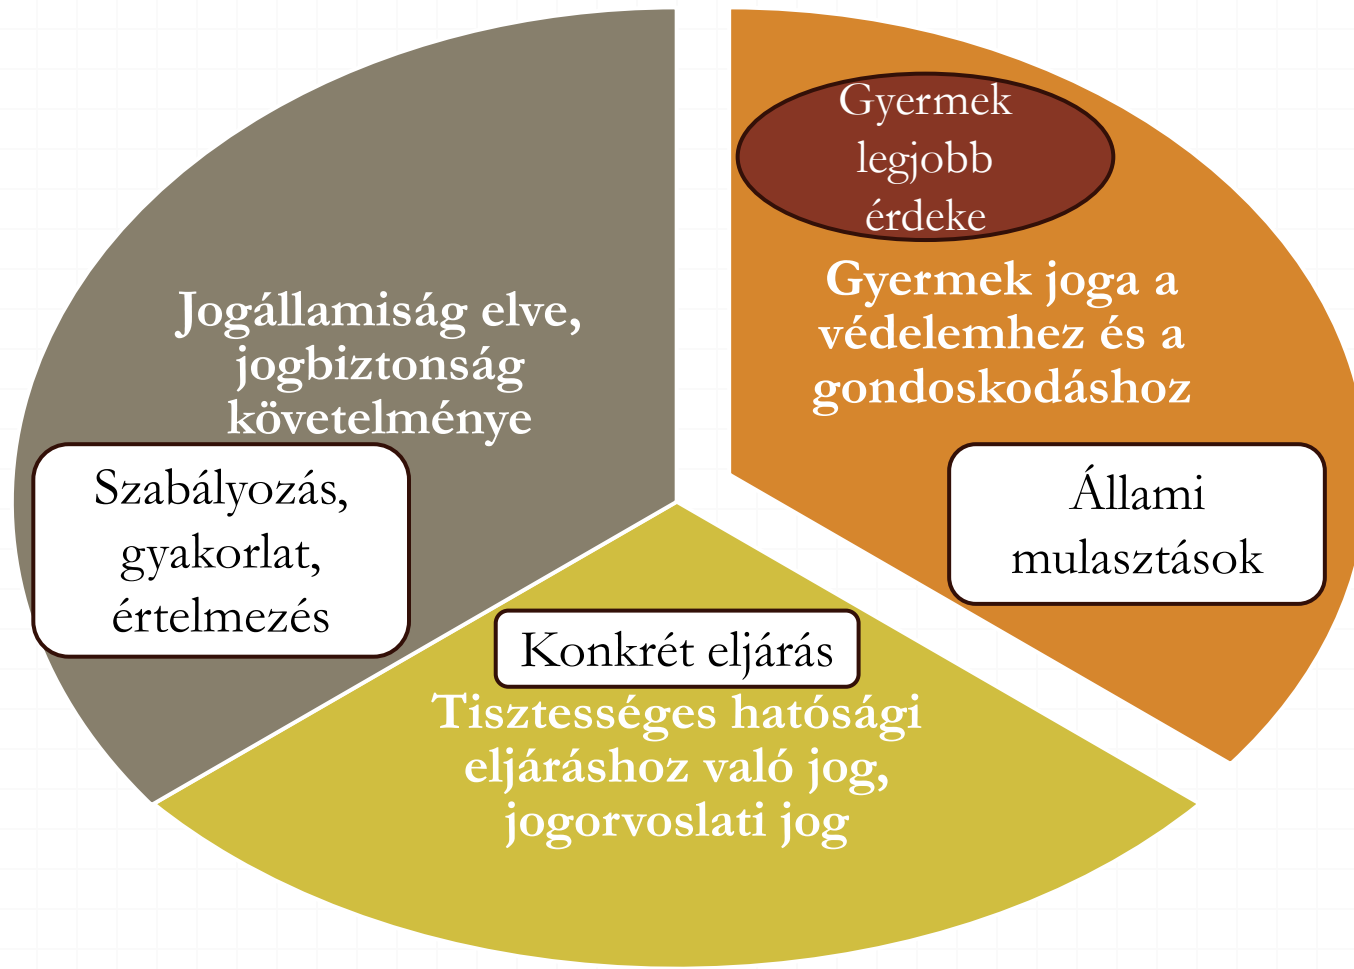 Jogállamiság elve,
jogbiztonság
követelménye
Szabályozás,
gyakorlat,
értelmezés
Gyermek
legjobb
érdeke
Gyermek joga a
védelemhez és a
gondoskodáshoz
Állami
mulasztások
Konkrét eljárás
Tisztességes hatósági
eljáráshoz való jog,
jogorvoslati jog